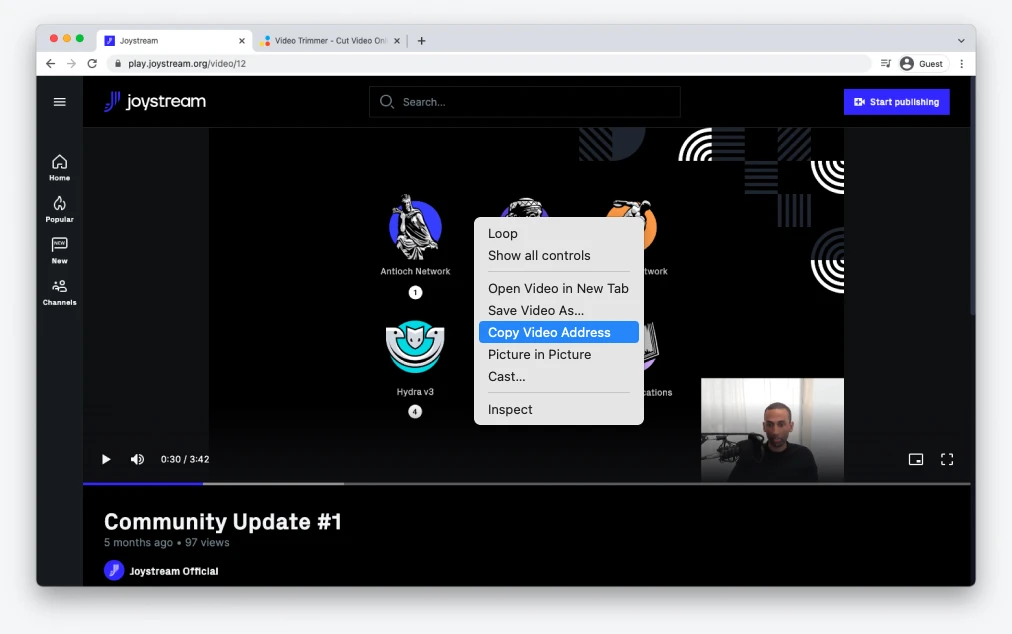 Joystream
Video Trimmer - Cut Video Onl
play.joystream.org/video/12
Guest
joystream
Search...
Start publishing
Home
Popular
NEW
New
Channels
Antioch Network
1
twork
Hydra v3
4
cations
Loop
Show all controls
Open Video in New Tab
Save Video As...
Copy Video Address
Picture in Picture
Cast...
Inspect
0:30 / 3:42
Community Update #1
5 months ago • 97 views
Joystream Official